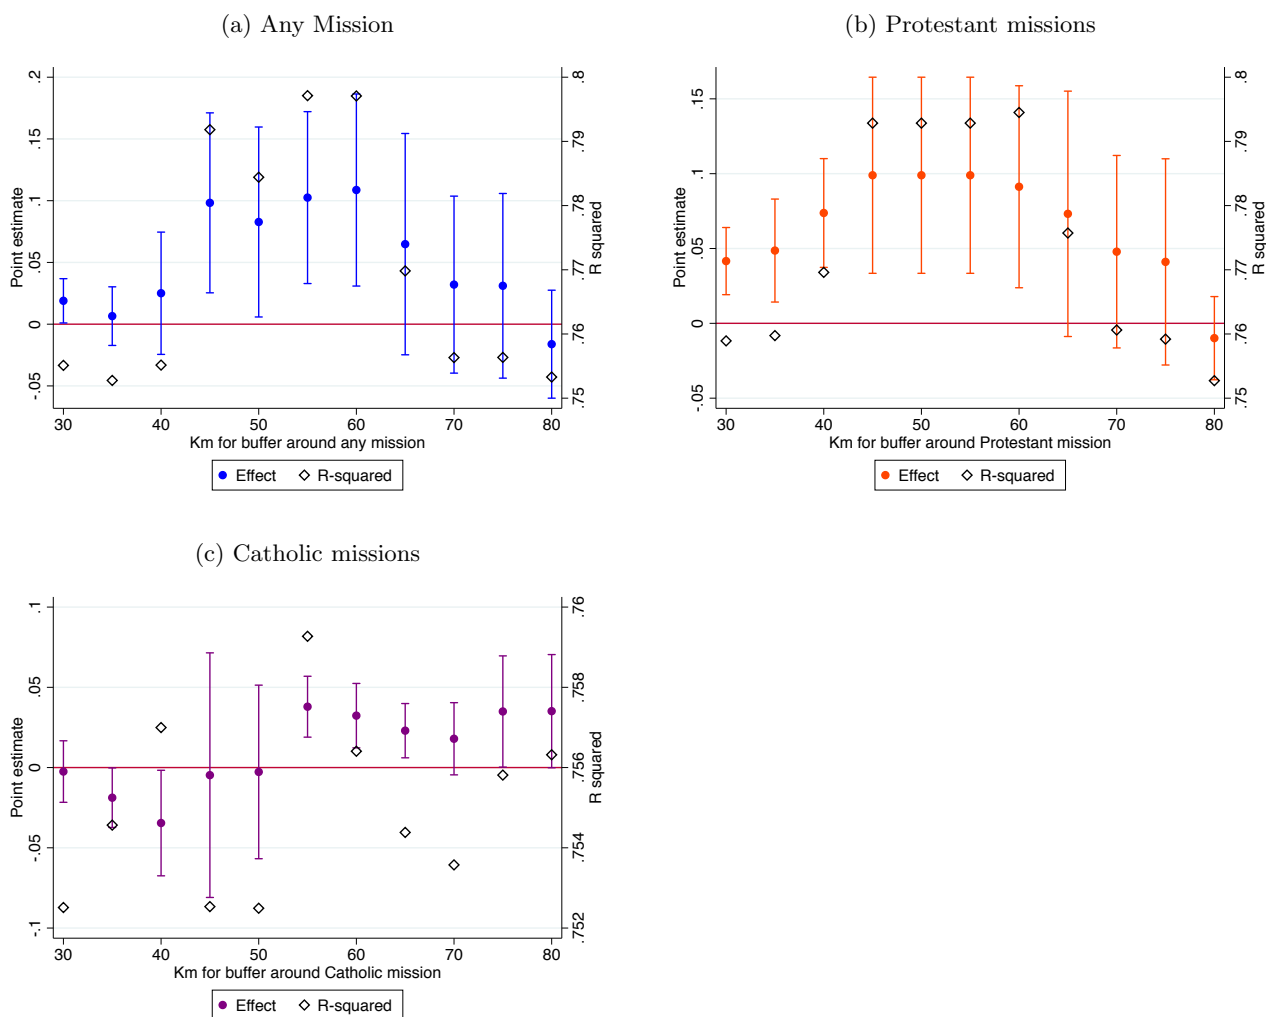 (a) Any Mission
Point estimate
.2
.15
.1
.05
0
-.05
R squared
.8
.79
.78
.77
.76
.75
30 40 50 60 70 80
Km for buffer around any mission
Effect R-squared
(b) Protestant missions
Point estimate
.15
.1
.05
0
-.05
R squared
.8
.79
.78
.77
.76
.75
30 40 50 60 70 80
Km for buffer around Protestant mission
Effect R-squared
(c) Catholic missions
Point estimate
.1
.05
0
-.05
-.1
R squared
.76
.758
.756
.754
.752
30 40 50 60 70 80
Km for buffer around Catholic mission
Effect R-squared